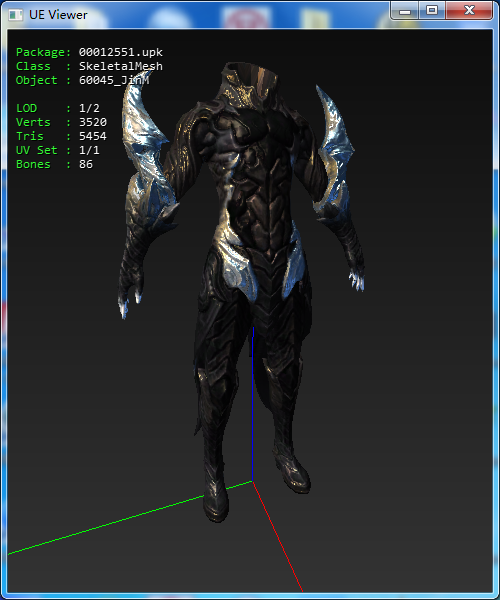 UE Viewer
Package: 00012551.upk
Class : SkeletalMesh
Object : 60045_JinM
LOD : 1/2
Verts : 3520
Tris : 5454
UV Set : 1/1
Bones : 86